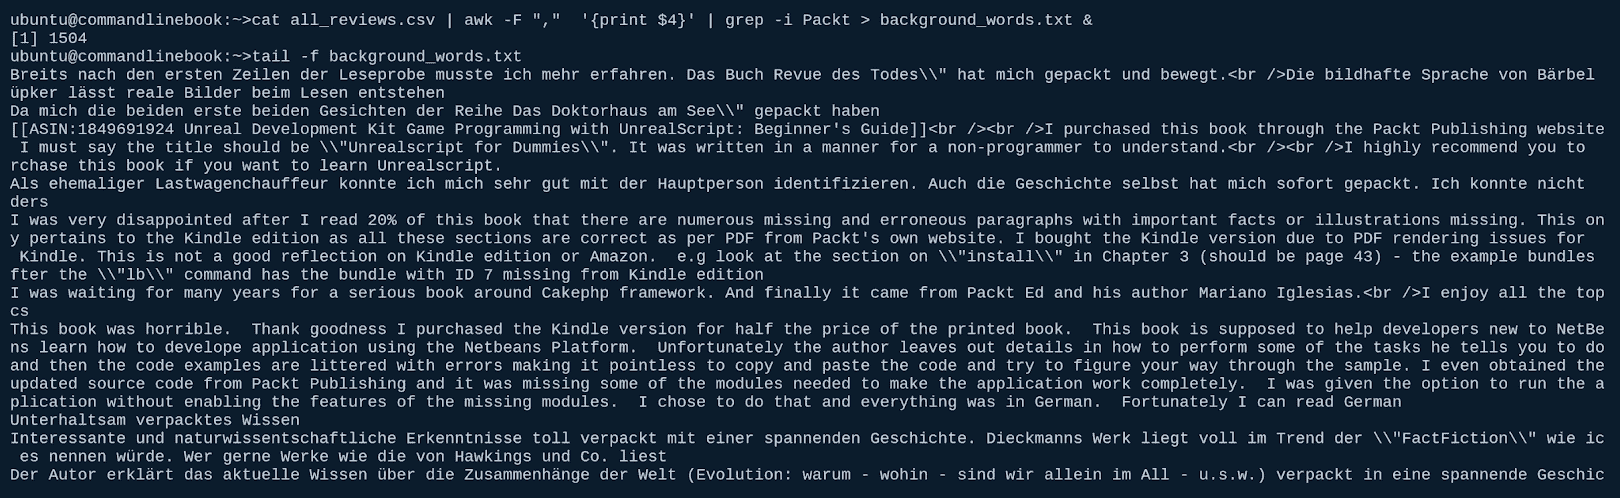 ubuntu@commandlinebook:~>cat all_reviews.csv | awk -F ","  '{print $4}' | grep -i Packt > background_words.txt &
[1] 1504
ubuntu@commandlinebook:~>tail -f background_words.txt
Breits nach den ersten Zeilen der Leseprobe musste ich mehr erfahren. Das Buch Revue des Todes\\" hat mich gepackt und bewegt.<br />Die bildhafte Sprache von Bärbel
üpker lässt reale Bilder beim Lesen entstehen
Da mich die beiden erste beiden Gesichten der Reihe Das Doktorhaus am See\\" gepackt haben
[[ASIN:1849691924 Unreal Development Kit Game Programming with UnrealScript: Beginner's Guide]]<br /><br />I purchased this book through the Packt Publishing website
 I must say the title should be \\"Unrealscript for Dummies\\". It was written in a manner for a non-programmer to understand.<br /><br />I highly recommend you to
rchase this book if you want to learn Unrealscript.
Als ehemaliger Lastwagenchauffeur konnte ich mich sehr gut mit der Hauptperson identifizieren. Auch die Geschichte selbst hat mich sofort gepackt. Ich konnte nicht
ders
I was very disappointed after I read 20% of this book that there are numerous missing and erroneous paragraphs with important facts or illustrations missing. This on
y pertains to the Kindle edition as all these sections are correct as per PDF from Packt's own website. I bought the Kindle version due to PDF rendering issues for
 Kindle. This is not a good reflection on Kindle edition or Amazon.  e.g look at the section on \\"install\\" in Chapter 3 (should be page 43) - the example bundles
fter the \\"lb\\" command has the bundle with ID 7 missing from Kindle edition
I was waiting for many years for a serious book around Cakephp framework. And finally it came from Packt Ed and his author Mariano Iglesias.<br />I enjoy all the top
cs
This book was horrible.  Thank goodness I purchased the Kindle version for half the price of the printed book.  This book is supposed to help developers new to NetBe
ns learn how to develope application using the Netbeans Platform.  Unfortunately the author leaves out details in how to perform some of the tasks he tells you to do
and then the code examples are littered with errors making it pointless to copy and paste the code and try to figure your way through the sample. I even obtained the
updated source code from Packt Publishing and it was missing some of the modules needed to make the application work completely.  I was given the option to run the a
plication without enabling the features of the missing modules.  I chose to do that and everything was in German.  Fortunately I can read German
Unterhaltsam verpacktes Wissen
Interessante und naturwissentschaftliche Erkenntnisse toll verpackt mit einer spannenden Geschichte. Dieckmanns Werk liegt voll im Trend der \\"FactFiction\\" wie ic
 es nennen würde. Wer gerne Werke wie die von Hawkings und Co. liest
Der Autor erklärt das aktuelle Wissen über die Zusammenhänge der Welt (Evolution: warum - wohin - sind wir allein im All - u.s.w.) verpackt in eine spannende Geschic